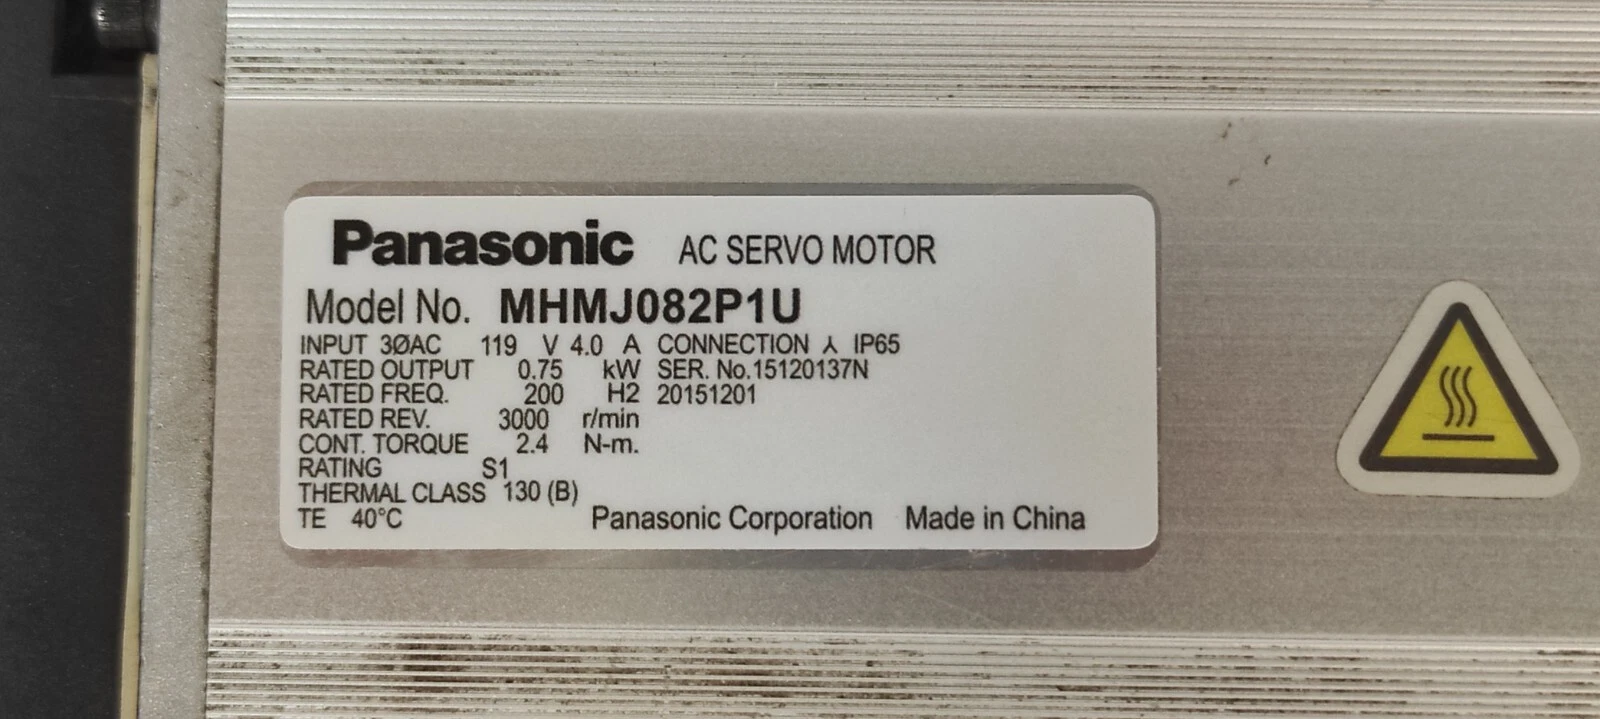 Panasonic AC SERVO MOTOR
Model No. MHMJ082P1U
INPUT 3ØAC 119 V 4.0 A CONNECTION ⅄ IP65
RATED OUTPUT 0.75 kW SER. No.15120137N
RATED FREQ. 200 H2 20151201
RATED REV. 3000 r/min
CONT. TORQUE 2.4 N-m.
RATING S1
THERMAL CLASS 130 (B)
TE 40°C Panasonic Corporation Made in China